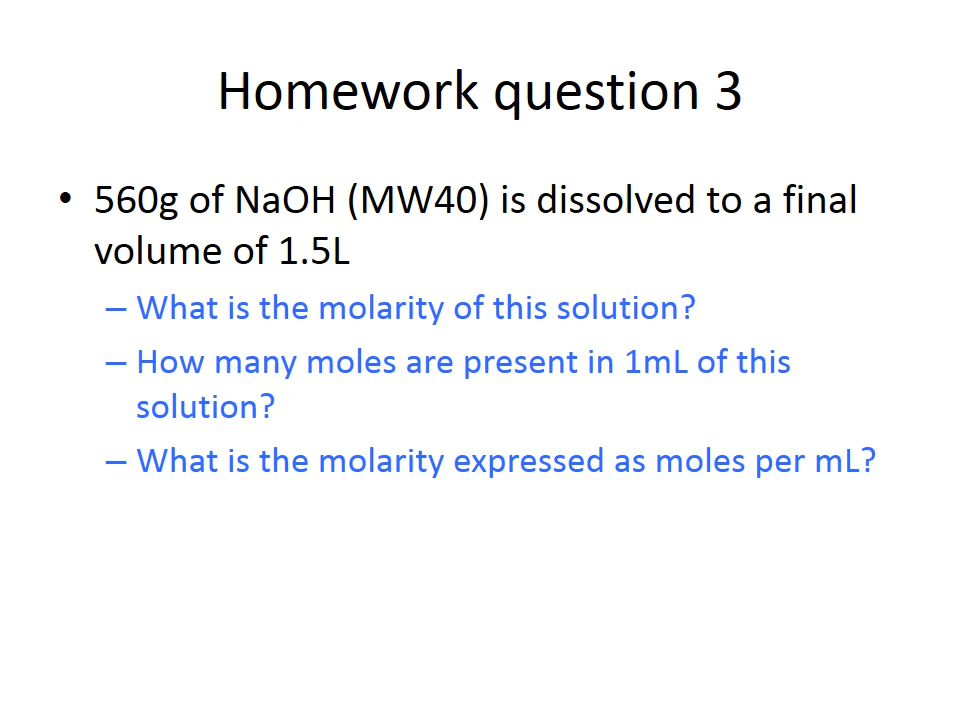 Homework question 3
• 560g of NaOH (MW40) is dissolved to a final
volume of 1.5L
– What is the molarity of this solution?
– How many moles are present in 1mL of this
solution?
– What is the molarity expressed as moles per mL?